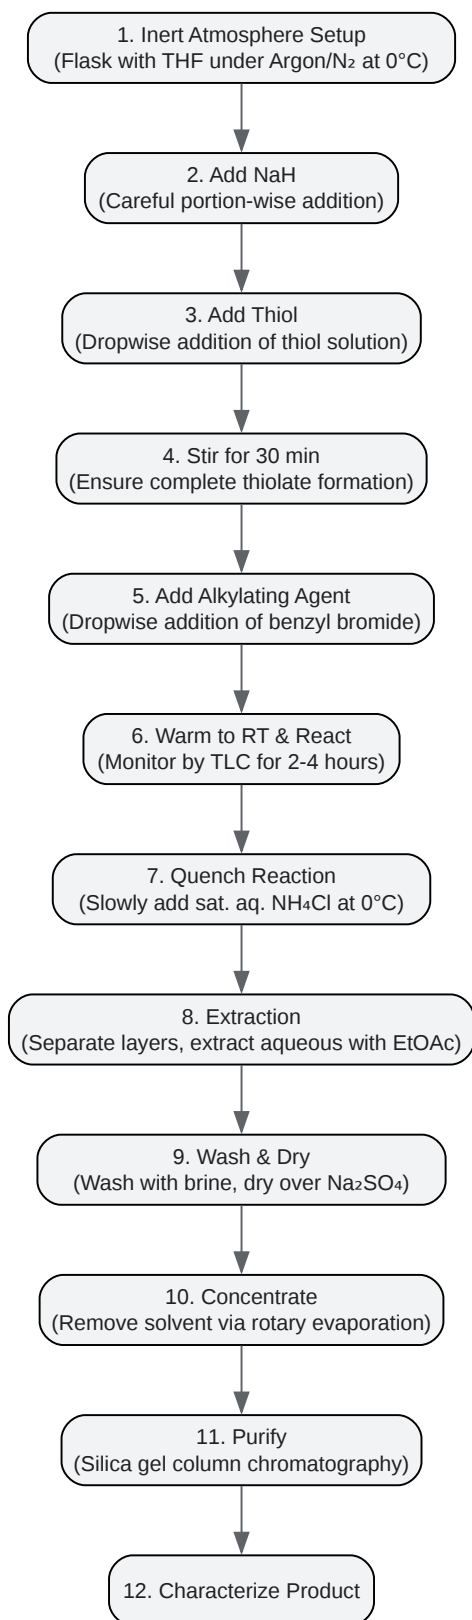 1. Inert Atmosphere Setup
(Flask with THF under Argon/N₂ at 0°C)
2. Add NaH
(Careful portion-wise addition)
3. Add Thiol
(Dropwise addition of thiol solution)
4. Stir for 30 min
(Ensure complete thiolate formation)
5. Add Alkylating Agent
(Dropwise addition of benzyl bromide)
6. Warm to RT & React
(Monitor by TLC for 2-4 hours)
7. Quench Reaction
(Slowly add sat. aq. NH₄Cl at 0°C)
8. Extraction
(Separate layers, extract aqueous with EtOAc)
9. Wash & Dry
(Wash with brine, dry over Na₂SO₄)
10. Concentrate
(Remove solvent via rotary evaporation)
11. Purify
(Silica gel column chromatography)
12. Characterize Product